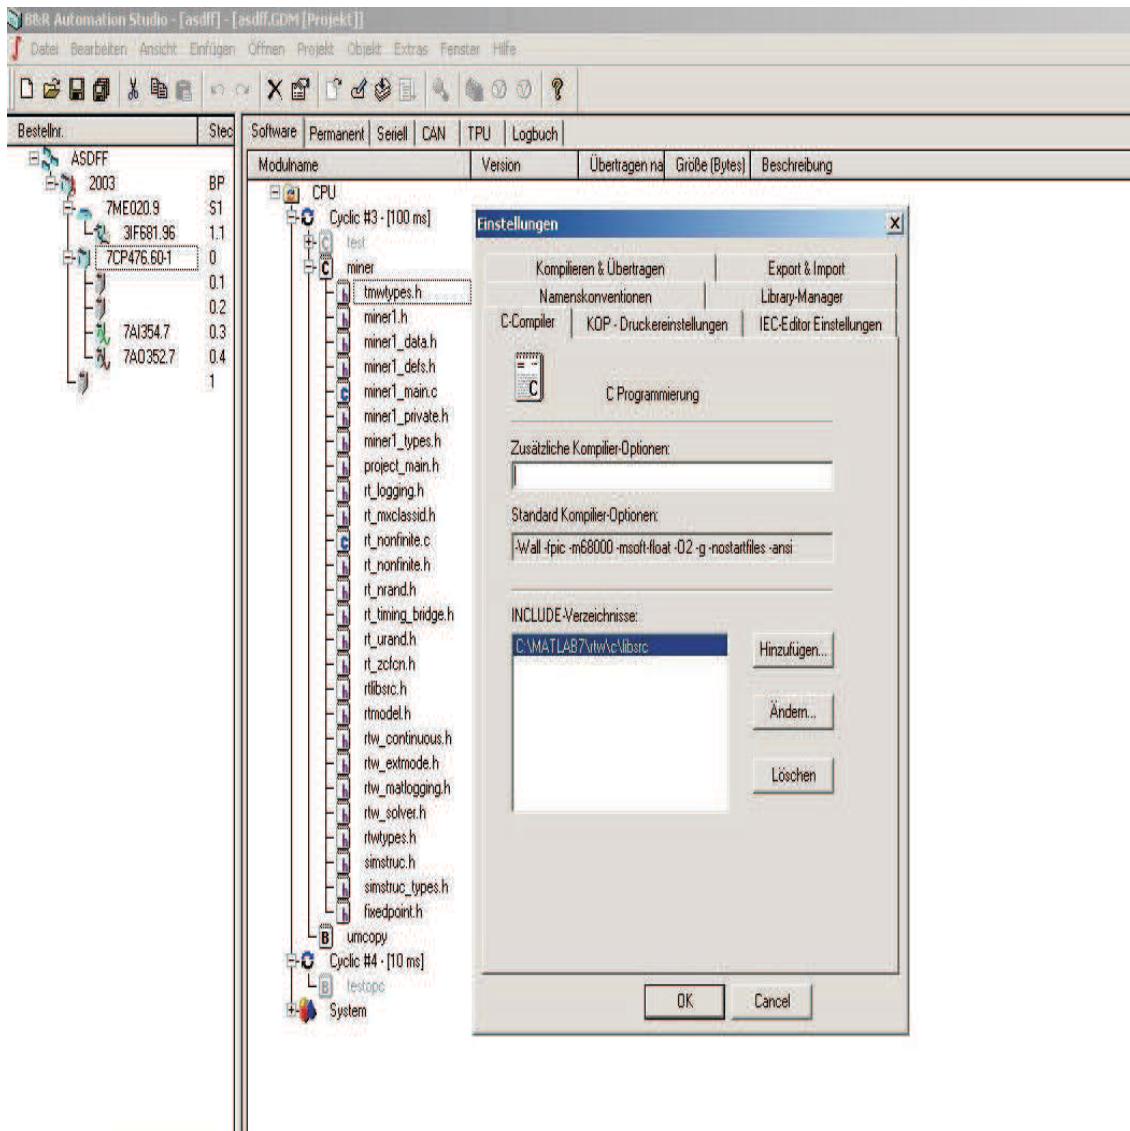 B&R Automation Studio - [asdff] - [asdff.GDM [Projekt]]
Datei Bearbeiten Ansicht Einfügen Öffnen Projekt Objekt Extras Fenster Hilfe
Bestellnr. Stec
ASDFF
2003 BP
7ME020.9 S1
3IF681.96 1.1
7CP476.60-1 0
0.1
0.2
7AI354.7 0.3
7AO352.7 0.4
1
Software Permanent Seriell CAN TPU Logbuch
Modulname Version Übertragen na Größe (Bytes) Beschreibung
CPU
Cyclic #3 - [100 ms]
test
miner
tmwtypes.h
miner1.h
miner1_data.h
miner1_defs.h
miner1_main.c
miner1_private.h
miner1_types.h
project_main.h
rt_logging.h
rt_mxclassid.h
rt_nonfinite.c
rt_nonfinite.h
rt_nrand.h
rt_timing_bridge.h
rt_urand.h
rt_zcfcn.h
rtlibsrc.h
rtmodel.h
rtw_continuous.h
rtw_extmode.h
rtw_matlogging.h
rtw_solver.h
rtwtypes.h
simstruc.h
simstruc_types.h
fixedpoint.h
umcopy
Cyclic #4 - [10 ms]
testopc
System
Einstellungen
Kompilieren & Übertragen Export & Import
Namenskonventionen Library-Manager
C-Compiler KOP - Druckereinstellungen IEC-Editor Einstellungen
C Programmierung
Zusätzliche Kompilier-Optionen:
Standard Kompilier-Optionen:
-Wall -fpic -m68000 -msoft-float -O2 -g -nostartfiles -ansi
INCLUDE-Verzeichnisse:
C:\MATLAB7\rtw\c\libsrc
Hinzufügen...
Ändern...
Löschen
OK Cancel